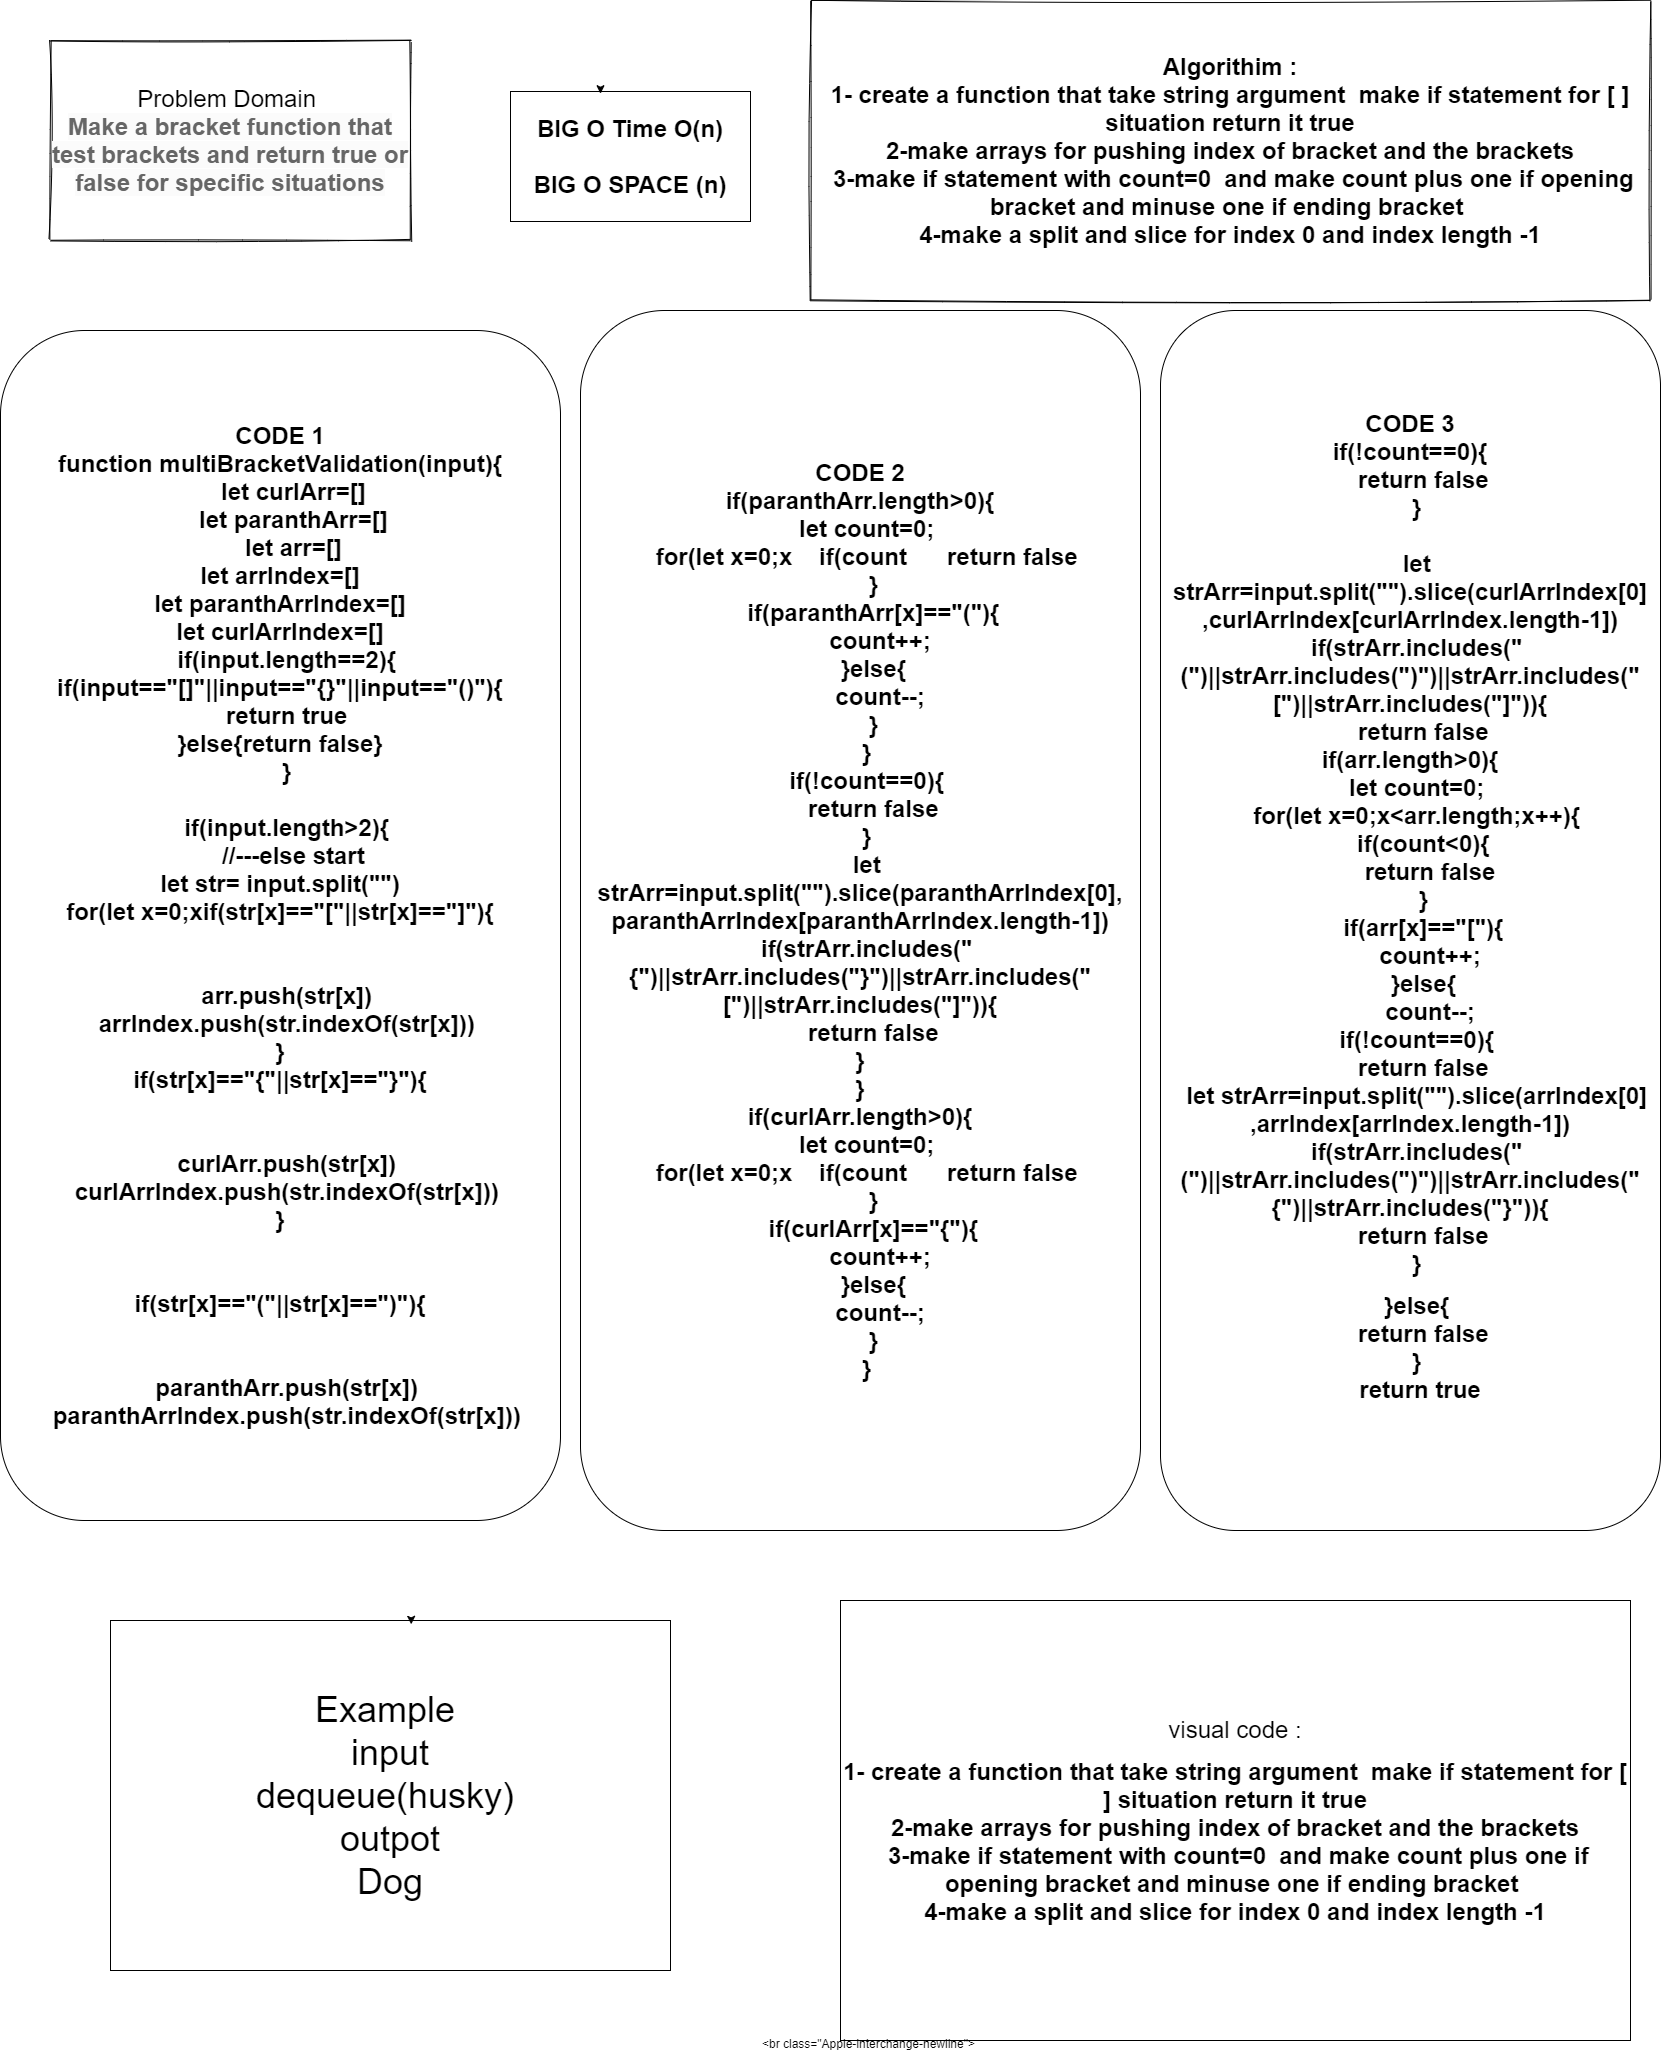 Problem Domain
Make a bracket function that
test brackets and return true or
false for specific situations
BIG O Time O(n)
BIG O SPACE (n)
Algorithim :
1- create a function that take string argument  make if statement for [ ]
situation return it true
2-make arrays for pushing index of bracket and the brackets
3-make if statement with count=0  and make count plus one if opening
bracket and minuse one if ending bracket
4-make a split and slice for index 0 and index length -1
CODE 1
function multiBracketValidation(input){
let curlArr=[]
let paranthArr=[]
let arr=[]
let arrIndex=[]
let paranthArrIndex=[]
let curlArrIndex=[]
if(input.length==2){
if(input=="[]"||input=="{}"||input=="()"){
return true
}else{return false}
}
if(input.length>2){
//---else start
let str= input.split("")
for(let x=0;xif(str[x]=="["||str[x]=="]"){
arr.push(str[x])
arrIndex.push(str.indexOf(str[x]))
}
if(str[x]=="{"||str[x]=="}"){
curlArr.push(str[x])
curlArrIndex.push(str.indexOf(str[x]))
}
if(str[x]=="("||str[x]==")"){
paranthArr.push(str[x])
paranthArrIndex.push(str.indexOf(str[x]))
CODE 2
if(paranthArr.length>0){
let count=0;
for(let x=0;x    if(count      return false
}
if(paranthArr[x]=="("){
count++;
}else{
count--;
}
}
if(!count==0){
return false
}
let
strArr=input.split("").slice(paranthArrIndex[0],
paranthArrIndex[paranthArrIndex.length-1])
if(strArr.includes("
{")||strArr.includes("}")||strArr.includes("
[")||strArr.includes("]")){
return false
}
}
if(curlArr.length>0){
let count=0;
for(let x=0;x    if(count      return false
}
if(curlArr[x]=="{"){
count++;
}else{
count--;
}
}
CODE 3
if(!count==0){
return false
}
let
strArr=input.split("").slice(curlArrIndex[0]
,curlArrIndex[curlArrIndex.length-1])
if(strArr.includes("
(")||strArr.includes(")")||strArr.includes("
[")||strArr.includes("]")){
return false
if(arr.length>0){
let count=0;
for(let x=0;x<arr.length;x++){
if(count<0){
return false
}
if(arr[x]=="["){
count++;
}else{
count--;
if(!count==0){
return false
let strArr=input.split("").slice(arrIndex[0]
,arrIndex[arrIndex.length-1])
if(strArr.includes("
(")||strArr.includes(")")||strArr.includes("
{")||strArr.includes("}")){
return false
}
}else{
return false
}
return true
Example
input
dequeue(husky)
outpot
Dog
visual code :
1- create a function that take string argument  make if statement for [
] situation return it true
2-make arrays for pushing index of bracket and the brackets
3-make if statement with count=0  and make count plus one if
opening bracket and minuse one if ending bracket
4-make a split and slice for index 0 and index length -1
<br class="Apple-interchange-newline">